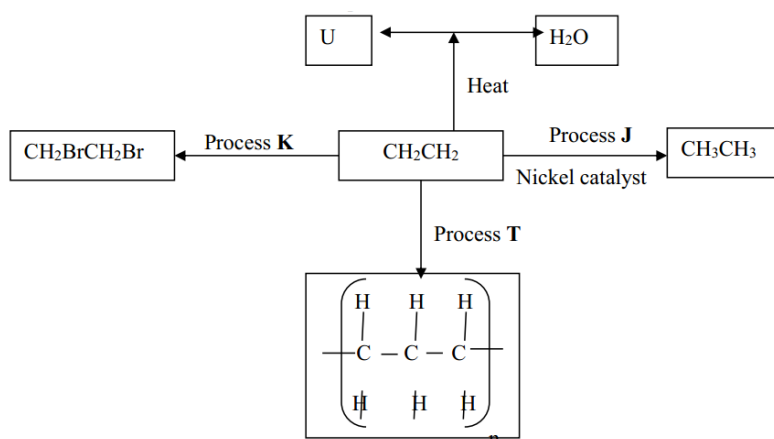 U
H2O
Heat
CH2BrCH2Br
Process K
CH2CH2
Process J
Nickel catalyst
CH3CH3
Process T
H H H
C C C
H H H
n